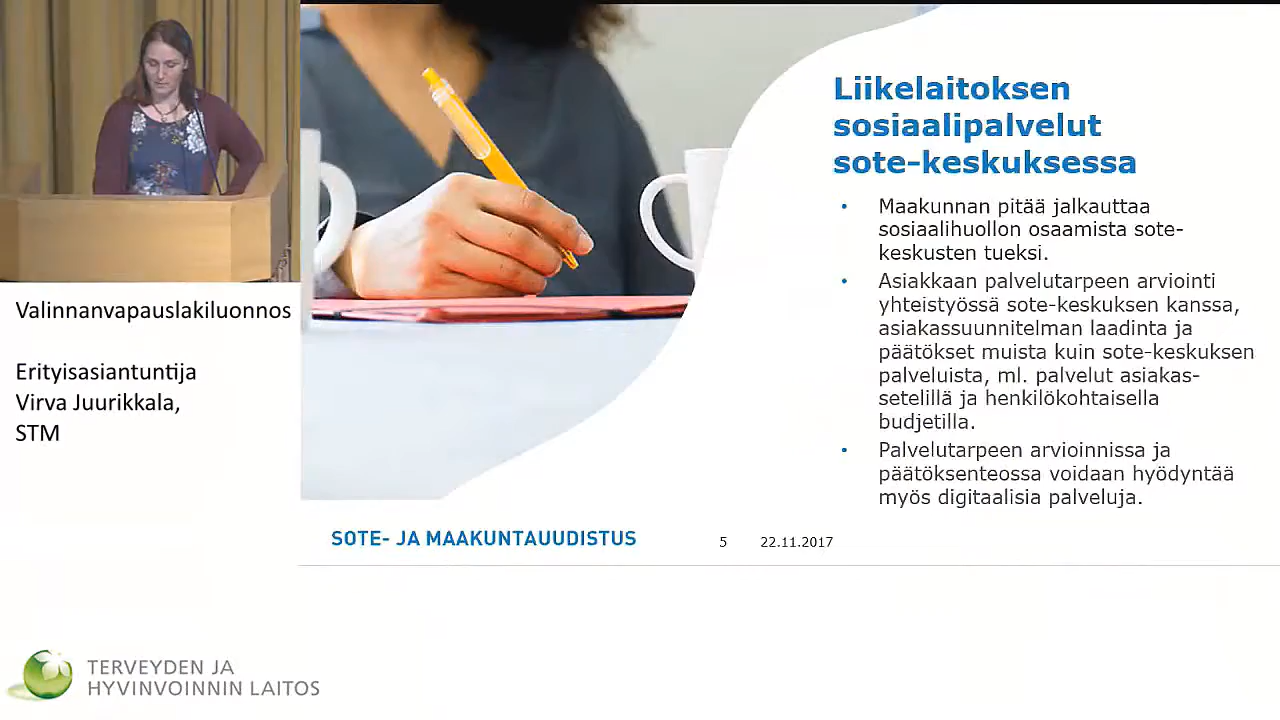 Liikelaitoksen
sosiaalipalvelut
sote-keskuksessa
• Maakunnan pitää jalkauttaa
sosiaalihuollon osaamista sote-
keskusten tueksi.
• Asiakkaan palvelutarpeen arviointi
yhteistyössä sote-keskuksen kanssa,
asiakassuunnitelman laadinta ja
päätökset muista kuin sote-keskuksen
palveluista, ml. palvelut asiakas-
setelillä ja henkilökohtaisella
budjetilla.
• Palvelutarpeen arvioinnissa ja
päätöksenteossa voidaan hyödyntää
myös digitaalisia palveluja.
SOTE- JA MAAKUNTAUUDISTUS
5 22.11.2017
Valinnanvapauslakiluonnos
Erityisasiantuntija
Virva Juurikkala,
STM
TERVEYDEN JA
HYVINVOINNIN LAITOS